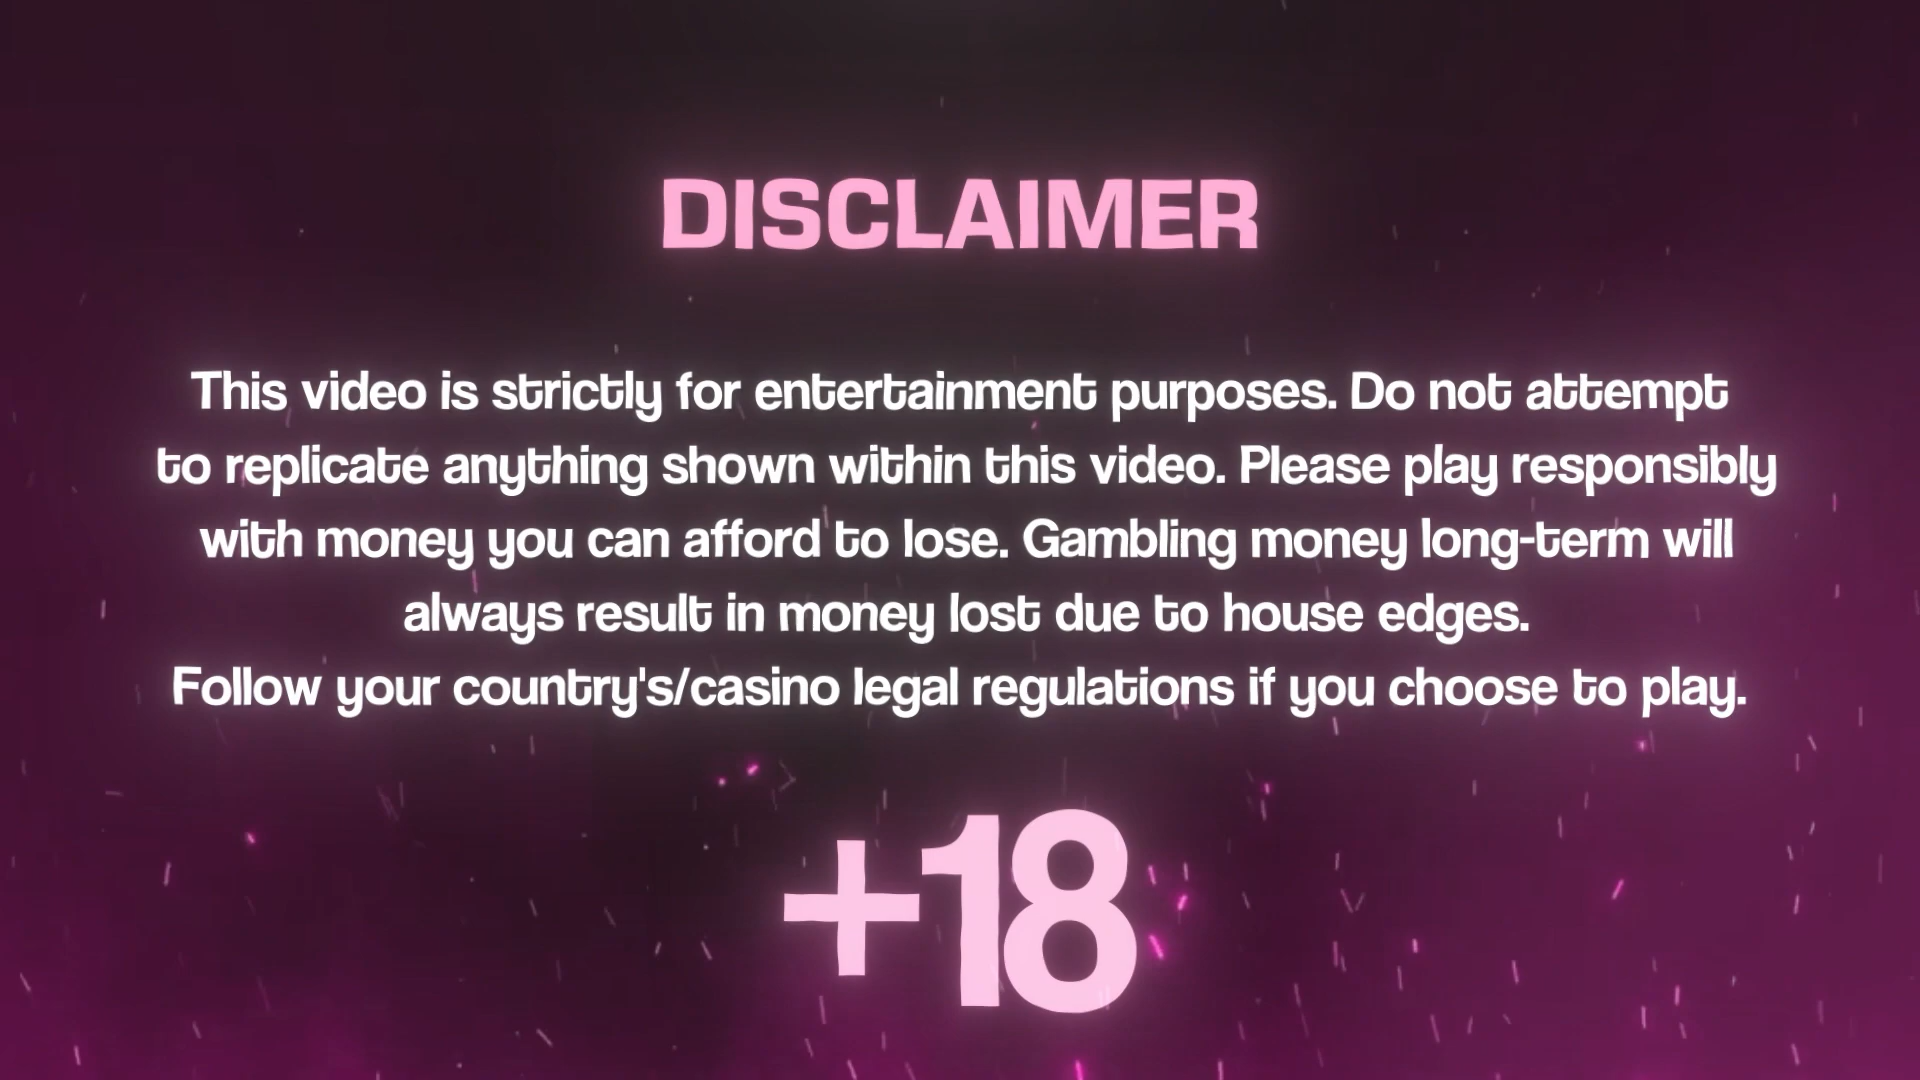 DISCLAIMER
This video is strictly for entertainment purposes. Do not attempt
to replicate anything shown within this video. Please play responsibly
with money you can afford to lose. Gambling money long-term will
always result in money lost due to house edges.
Follow your country's/casino legal regulations if you choose to play.
+18